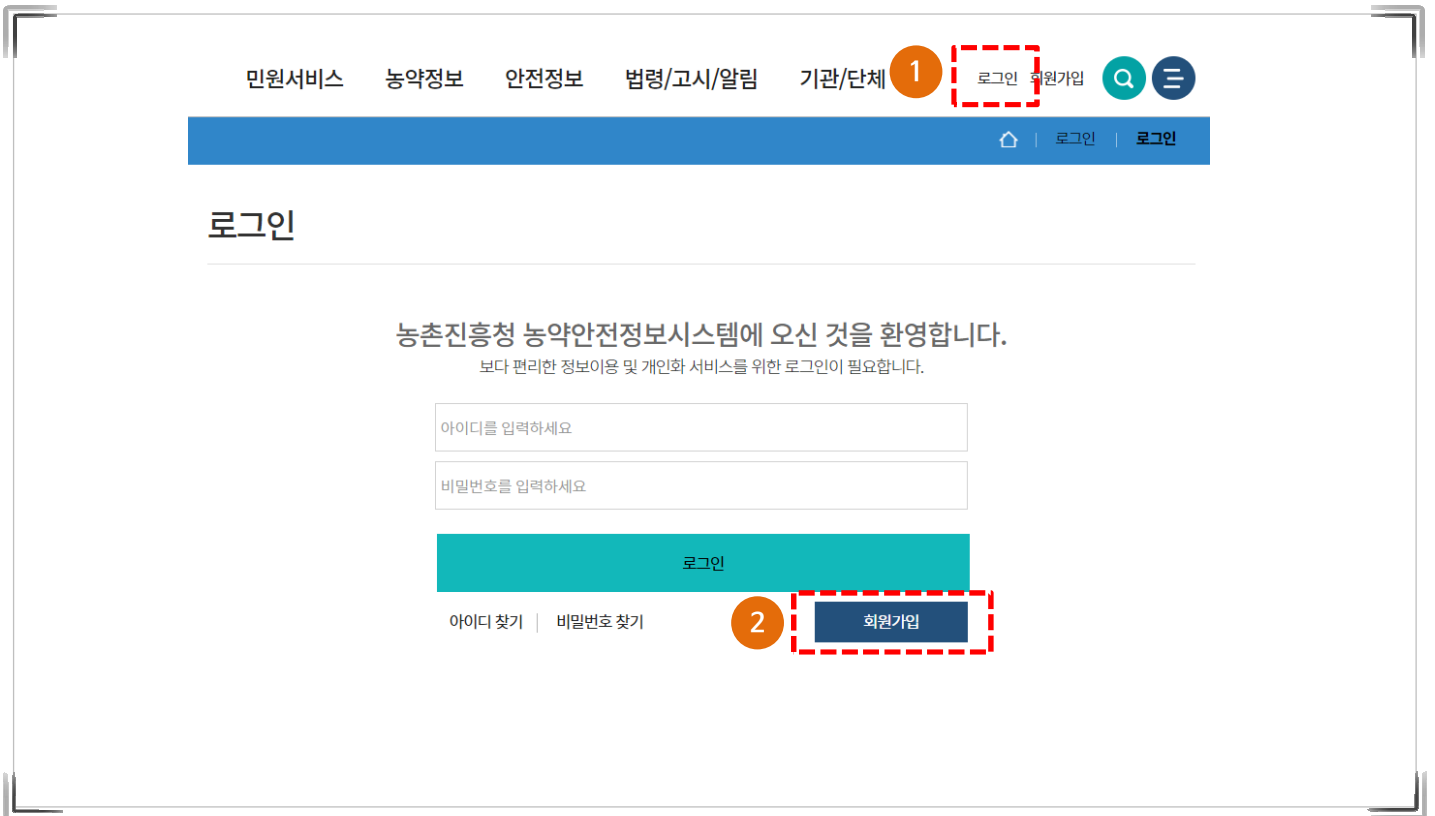 민원서비스 농약정보 안전정보 법령/고시/알림 기관/단체 1 로그인 회원가입
로그인 로그인
로그인
농촌진흥청 농약안전정보시스템에 오신 것을 환영합니다.
보다 편리한 정보이용 및 개인화 서비스를 위한 로그인이 필요합니다.
아이디를 입력하세요
비밀번호를 입력하세요
로그인
아이디 찾기 비밀번호 찾기 2 회원가입